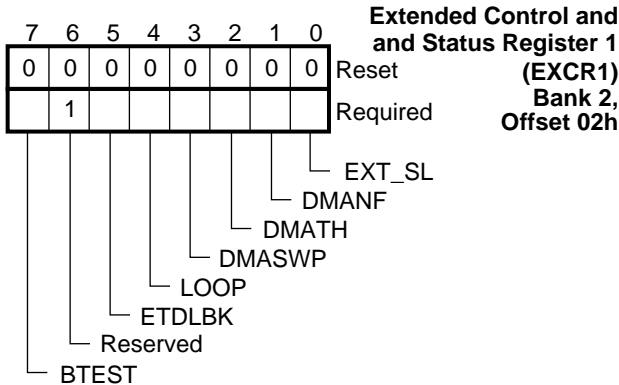 Extended Control and
and Status Register 1
(EXCR1)
Bank 2,
Offset 02h
7 6 5 4 3 2 1 0
0 0 0 0 0 0 0 0 Reset
1 Required
EXT_SL
DMANF
DMATH
DMASWP
LOOP
ETDLBK
Reserved
BTEST